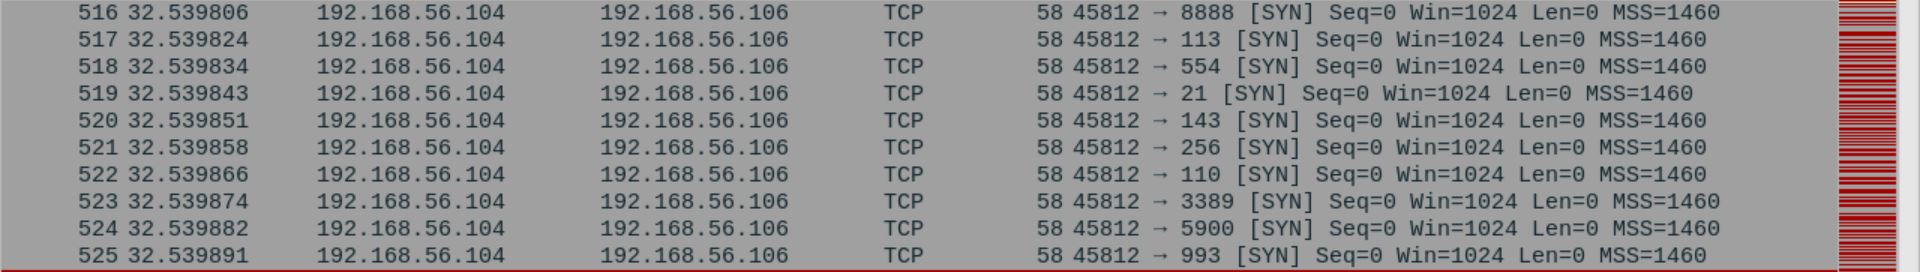 516 32.539806 192.168.56.104 192.168.56.106 TCP 58 45812 → 8888 [SYN] Seq=0 Win=1024 Len=0 MSS=1460
517 32.539824 192.168.56.104 192.168.56.106 TCP 58 45812 → 113 [SYN] Seq=0 Win=1024 Len=0 MSS=1460
518 32.539834 192.168.56.104 192.168.56.106 TCP 58 45812 → 554 [SYN] Seq=0 Win=1024 Len=0 MSS=1460
519 32.539843 192.168.56.104 192.168.56.106 TCP 58 45812 → 21 [SYN] Seq=0 Win=1024 Len=0 MSS=1460
520 32.539851 192.168.56.104 192.168.56.106 TCP 58 45812 → 143 [SYN] Seq=0 Win=1024 Len=0 MSS=1460
521 32.539858 192.168.56.104 192.168.56.106 TCP 58 45812 → 256 [SYN] Seq=0 Win=1024 Len=0 MSS=1460
522 32.539866 192.168.56.104 192.168.56.106 TCP 58 45812 → 110 [SYN] Seq=0 Win=1024 Len=0 MSS=1460
523 32.539874 192.168.56.104 192.168.56.106 TCP 58 45812 → 3389 [SYN] Seq=0 Win=1024 Len=0 MSS=1460
524 32.539882 192.168.56.104 192.168.56.106 TCP 58 45812 → 5900 [SYN] Seq=0 Win=1024 Len=0 MSS=1460
525 32.539891 192.168.56.104 192.168.56.106 TCP 58 45812 → 993 [SYN] Seq=0 Win=1024 Len=0 MSS=1460